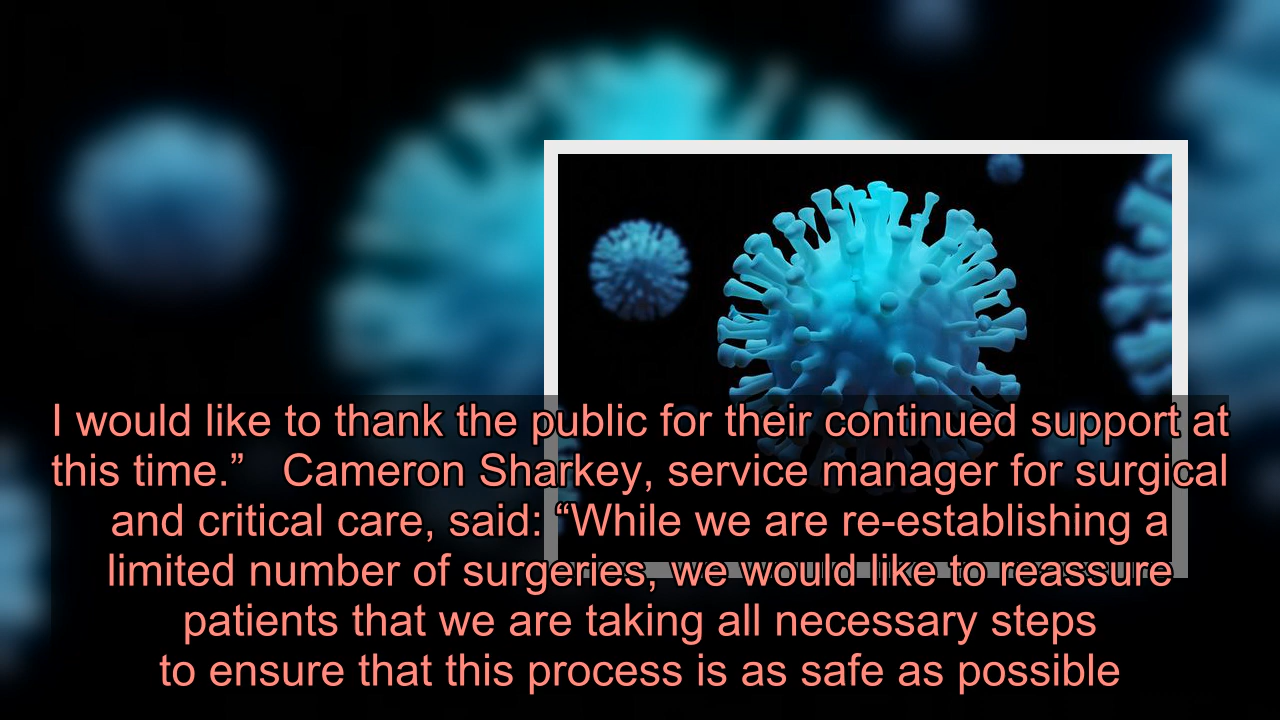 I would like to thank the public for their continued support at
this time.”   Cameron Sharkey, service manager for surgical
and critical care, said: “While we are re-establishing a
limited number of surgeries, we would like to reassure
patients that we are taking all necessary steps
to ensure that this process is as safe as possible